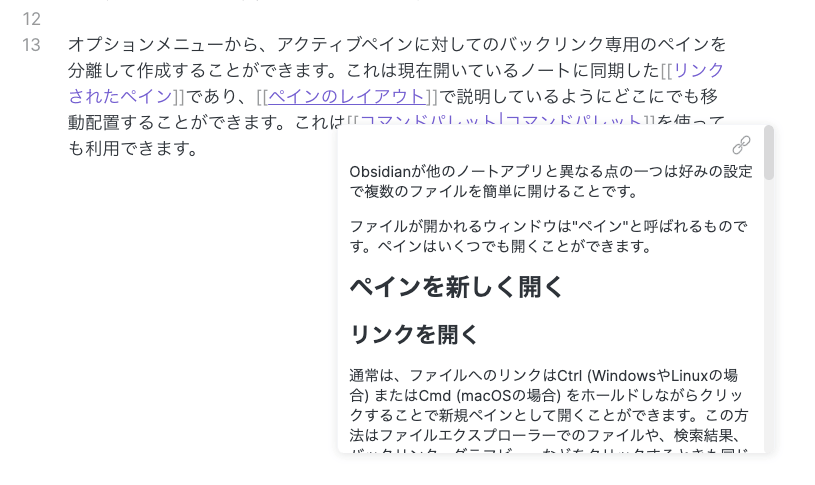 12
13
オプションメニューから、アクティブペインに対してのバックリンク専用のペインを
分離して作成することができます。これは現在開いているノートに同期した[[リンク
されたペイン]]であり、[[ペインのレイアウト]]で説明しているようにどこにでも移
動配置することができます。これは[[コマンドパレット|コマンドパレット]]を使って
も利用できます。
Obsidianが他のノートアプリと異なる点の一つは好みの設定
で複数のファイルを簡単に開けることです。
ファイルが開かれるウィンドウは"ペイン"と呼ばれるもので
す。ペインはいくつでも開くことができます。
ペインを新しく開く
リンクを開く
通常は、ファイルへのリンクはCtrl (WindowsやLinuxの場
合) またはCmd (macOSの場合) をホールドしながらクリッ
クすることで新規ペインとして開くことができます。この方
法はファイルエクスプローラーでのファイルや、検索結果、